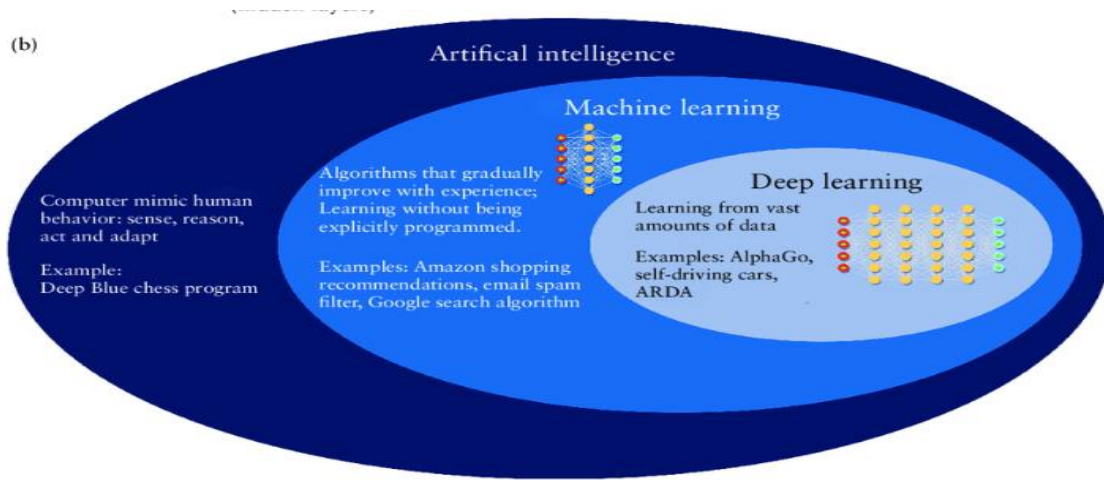 (b)
Artifical intelligence
Machine learning
Algorithms that gradually
improve with experience;
Learning without being
explicitly programmed.
Examples: Amazon shopping
recommendations, email spam
filter, Google search algorithm
Deep learning
Learning from vast
amounts of data
Examples: AlphaGo,
self-driving cars,
ARDA
Computer mimic human
behavior: sense, reason,
act and adapt
Example:
Deep Blue chess program